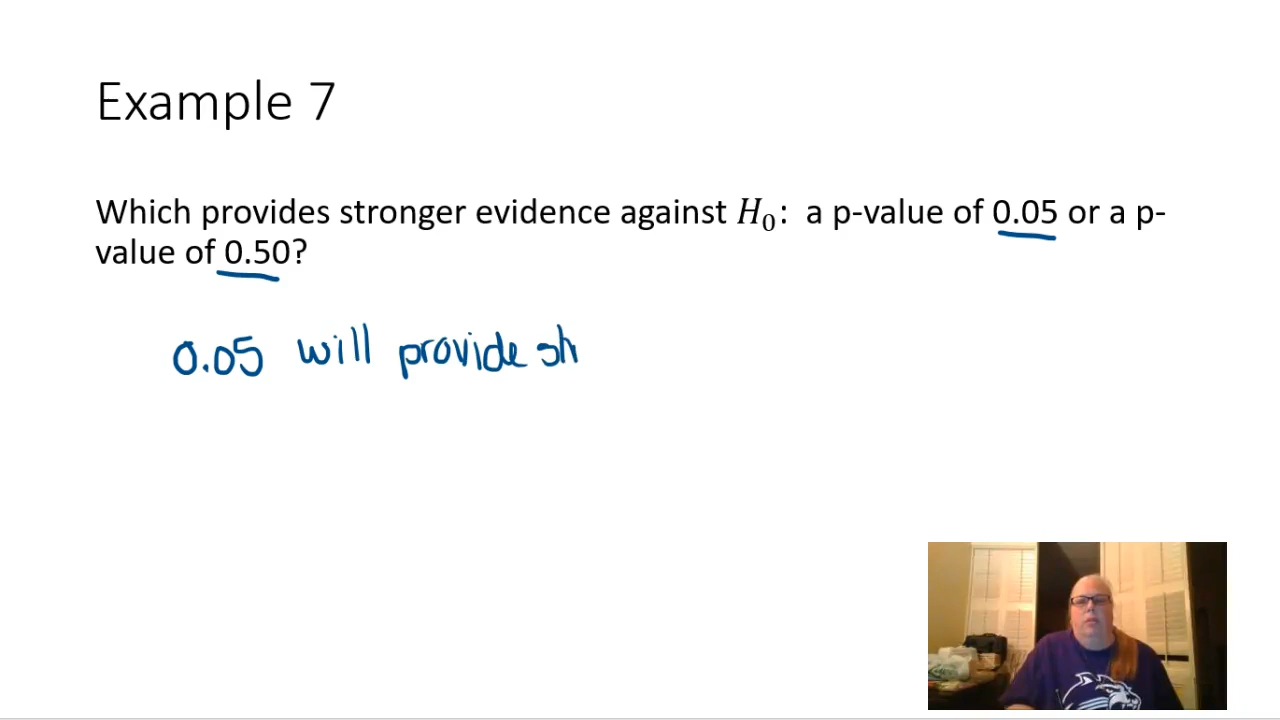 Example 7
Which provides stronger evidence against H₀: a p-value of 0.05 or a p-
value of 0.50?
0.05 will provide st